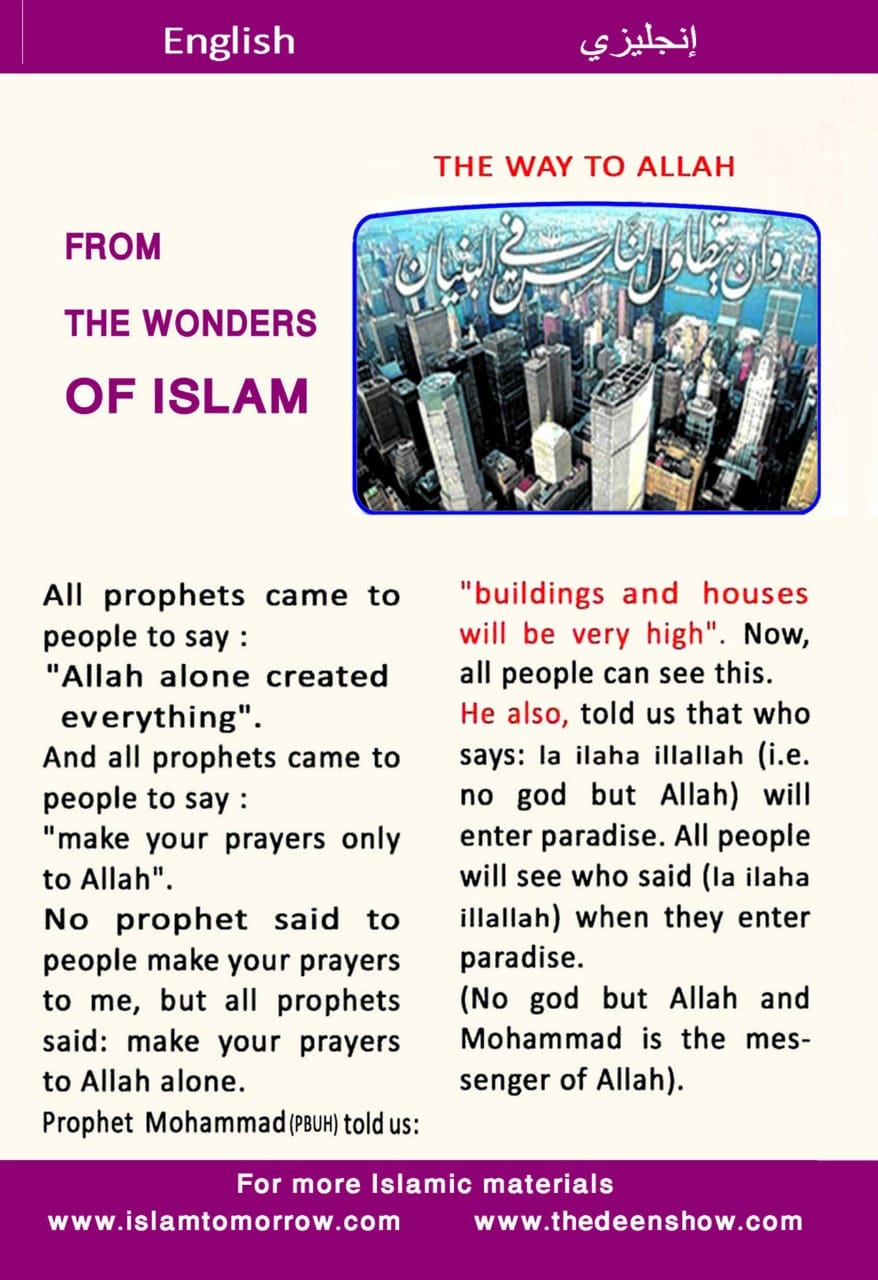 English
إنجليزي
THE WAY TO ALLAH
FROM
THE WONDERS
OF ISLAM
وأن يتطاول الناس في البنيان
All prophets came to
people to say :
"Allah alone created
everything".
And all prophets came to
people to say :
"make your prayers only
to Allah".
No prophet said to
people make your prayers
to me, but all prophets
said: make your prayers
to Allah alone.
Prophet Mohammad (PBUH) told us:
"buildings and houses
will be very high". Now,
all people can see this.
He also, told us that who
says: la ilaha illallah (i.e.
no god but Allah) will
enter paradise. All people
will see who said (la ilaha
illallah) when they enter
paradise.
(No god but Allah and
Mohammad is the mes-
senger of Allah).
For more Islamic materials
www.islamtomorrow.com
www.thedeenshow.com